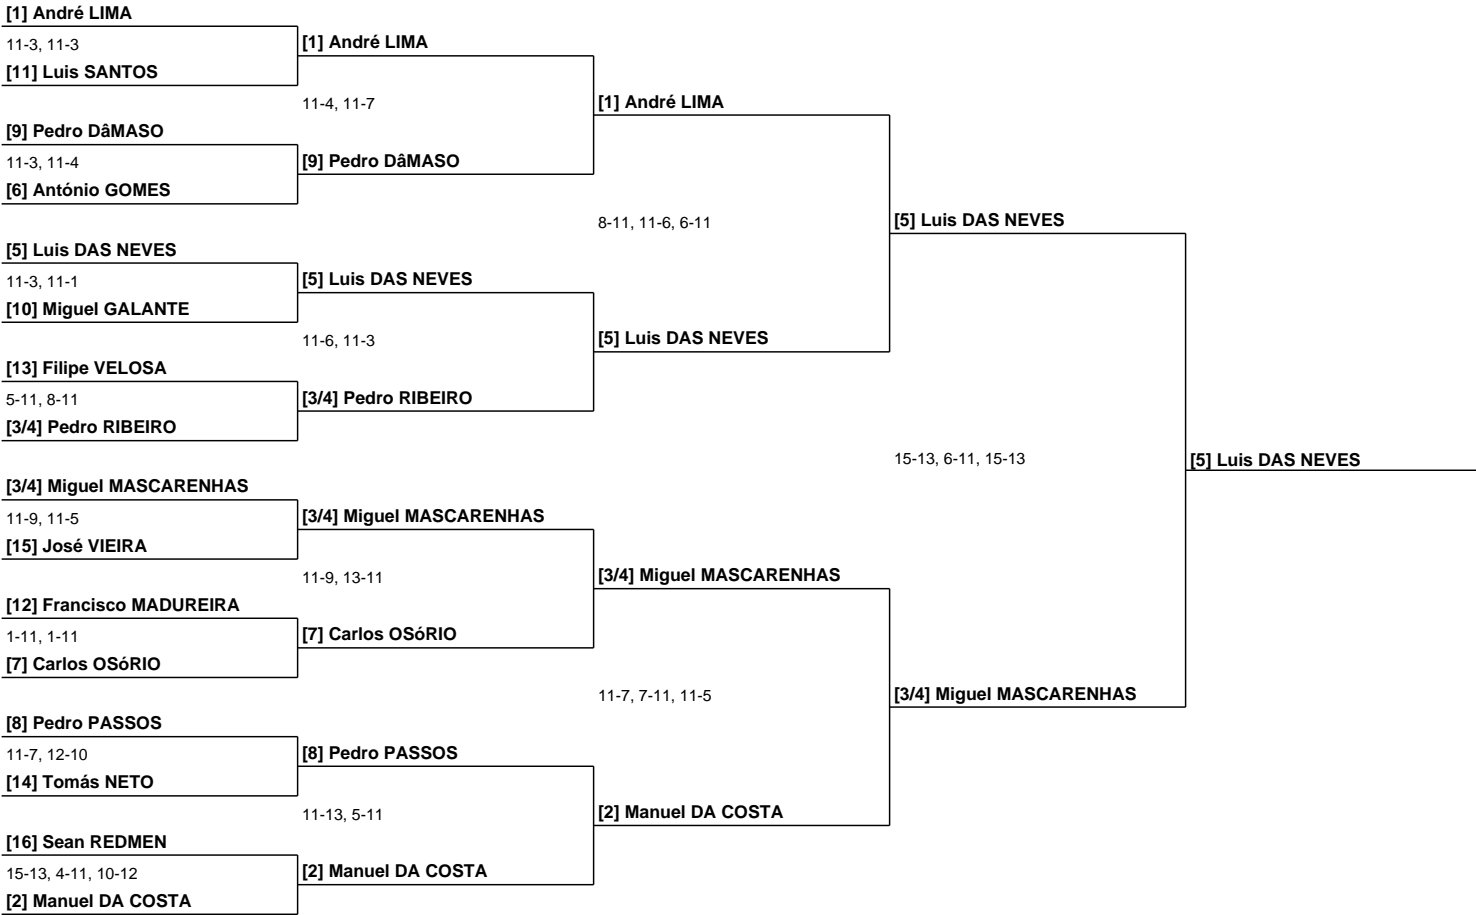 [1] André LIMA
11-3, 11-3
[1] André LIMA
[11] Luis SANTOS
11-4, 11-7
[1] André LIMA
[9] Pedro DâMASO
11-3, 11-4
[9] Pedro DâMASO
[6] António GOMES
8-11, 11-6, 6-11
[5] Luis DAS NEVES
[5] Luis DAS NEVES
11-3, 11-1
[5] Luis DAS NEVES
[10] Miguel GALANTE
11-6, 11-3
[5] Luis DAS NEVES
[13] Filipe VELOSA
5-11, 8-11
[3/4] Pedro RIBEIRO
[3/4] Pedro RIBEIRO
15-13, 6-11, 15-13
[5] Luis DAS NEVES
[3/4] Miguel MASCARENHAS
11-9, 11-5
[3/4] Miguel MASCARENHAS
[15] José VIEIRA
11-9, 13-11
[3/4] Miguel MASCARENHAS
[12] Francisco MADUREIRA
1-11, 1-11
[7] Carlos OSóRIO
[7] Carlos OSóRIO
11-7, 7-11, 11-5
[3/4] Miguel MASCARENHAS
[8] Pedro PASSOS
11-7, 12-10
[8] Pedro PASSOS
[14] Tomás NETO
11-13, 5-11
[2] Manuel DA COSTA
[16] Sean REDMEN
15-13, 4-11, 10-12
[2] Manuel DA COSTA
[2] Manuel DA COSTA